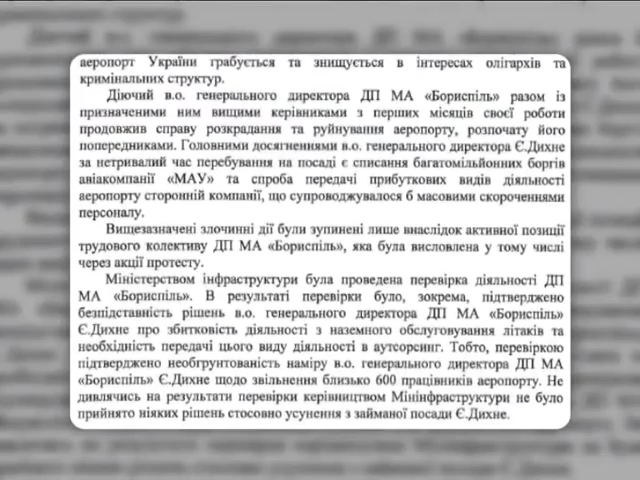 аеропорт України грабується та знищується в інтересах олігархів та
кримінальних структур.
Діючий в.о. генерального директора ДП МА «Бориспіль» разом із
призначеними ним вищими керівниками з перших місяців своєї роботи
продовжив справу розкрадання та руйнування аеропорту, розпочату його
попередниками. Головними досягненнями в.о. генерального директора Є.Дихне
за нетривалий час перебування на посаді є списання багатомільйонних боргів
авіакомпанії «МАУ» та спроба передачі прибуткових видів діяльності
аеропорту сторонній компанії, що супроводжувалося б масовими скороченнями
персоналу.
Вищезазначені злочинні дії були зупинені лише внаслідок активної позиції
трудового колективу ДП МА «Бориспіль», яка була висловлена у тому числі
через акції протесту.
Міністерством інфраструктури була проведена перевірка діяльності ДП
МА «Бориспіль». В результаті перевірки було, зокрема, підтверджено
безпідставність рішень в.о. генерального директора ДП МА «Бориспіль»
Є.Дихне про збитковість діяльності з наземного обслуговування літаків та
необхідність передачі цього виду діяльності в аутсорсинг. Тобто, перевіркою
підтверджено необгрунтованість наміру в.о. генерального директора ДП МА
«Бориспіль» Є.Дихне щодо звільнення близько 600 працівників аеропорту. Не
дивлячись на результати перевірки керівництвом Мінінфраструктури не було
прийнято ніяких рішень стосовно усунення з займаної посади Є.Дихне.